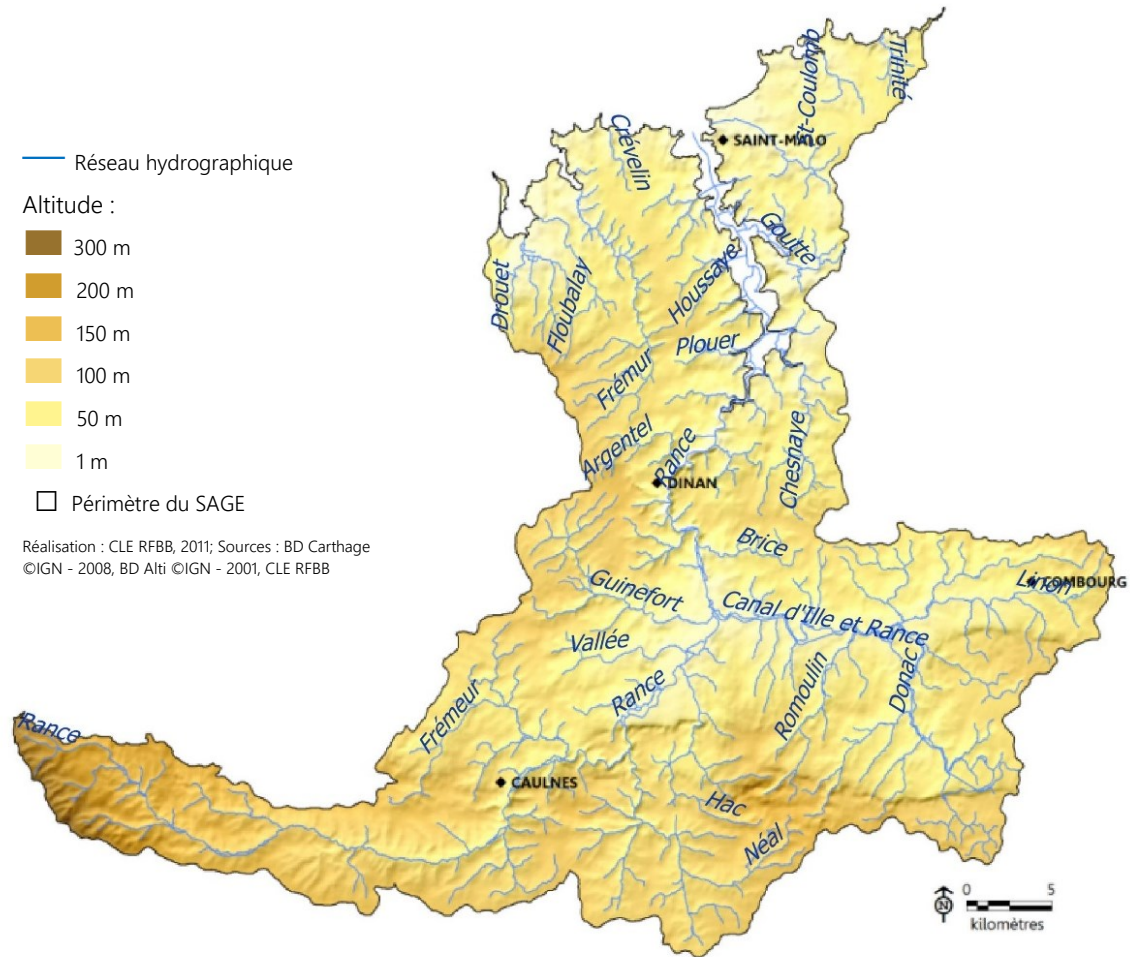 Réseau hydrographique
Altitude :
300 m
200 m
150 m
100 m
50 m
1 m
Périmètre du SAGE
Réalisation : CLE RFBB, 2011; Sources : BD Carthage
©IGN - 2008, BD Alti ©IGN - 2001, CLE RFBB
Trinité
St-Coulomb
SAINT-MALO
Crévelin
Goutte
Houssaye
Drouet
Floubalay
Plouer
Frémur
Argentel
Rance
DINAN
Chesnaye
Brice
Linon
COMBOURG
Guinefort
Canal d'Ille et Rance
Vallée
Rance
Romoulin
Donac
Frémeur
Rance
CAULNES
Hac
Néal
N
0 5
kilomètres